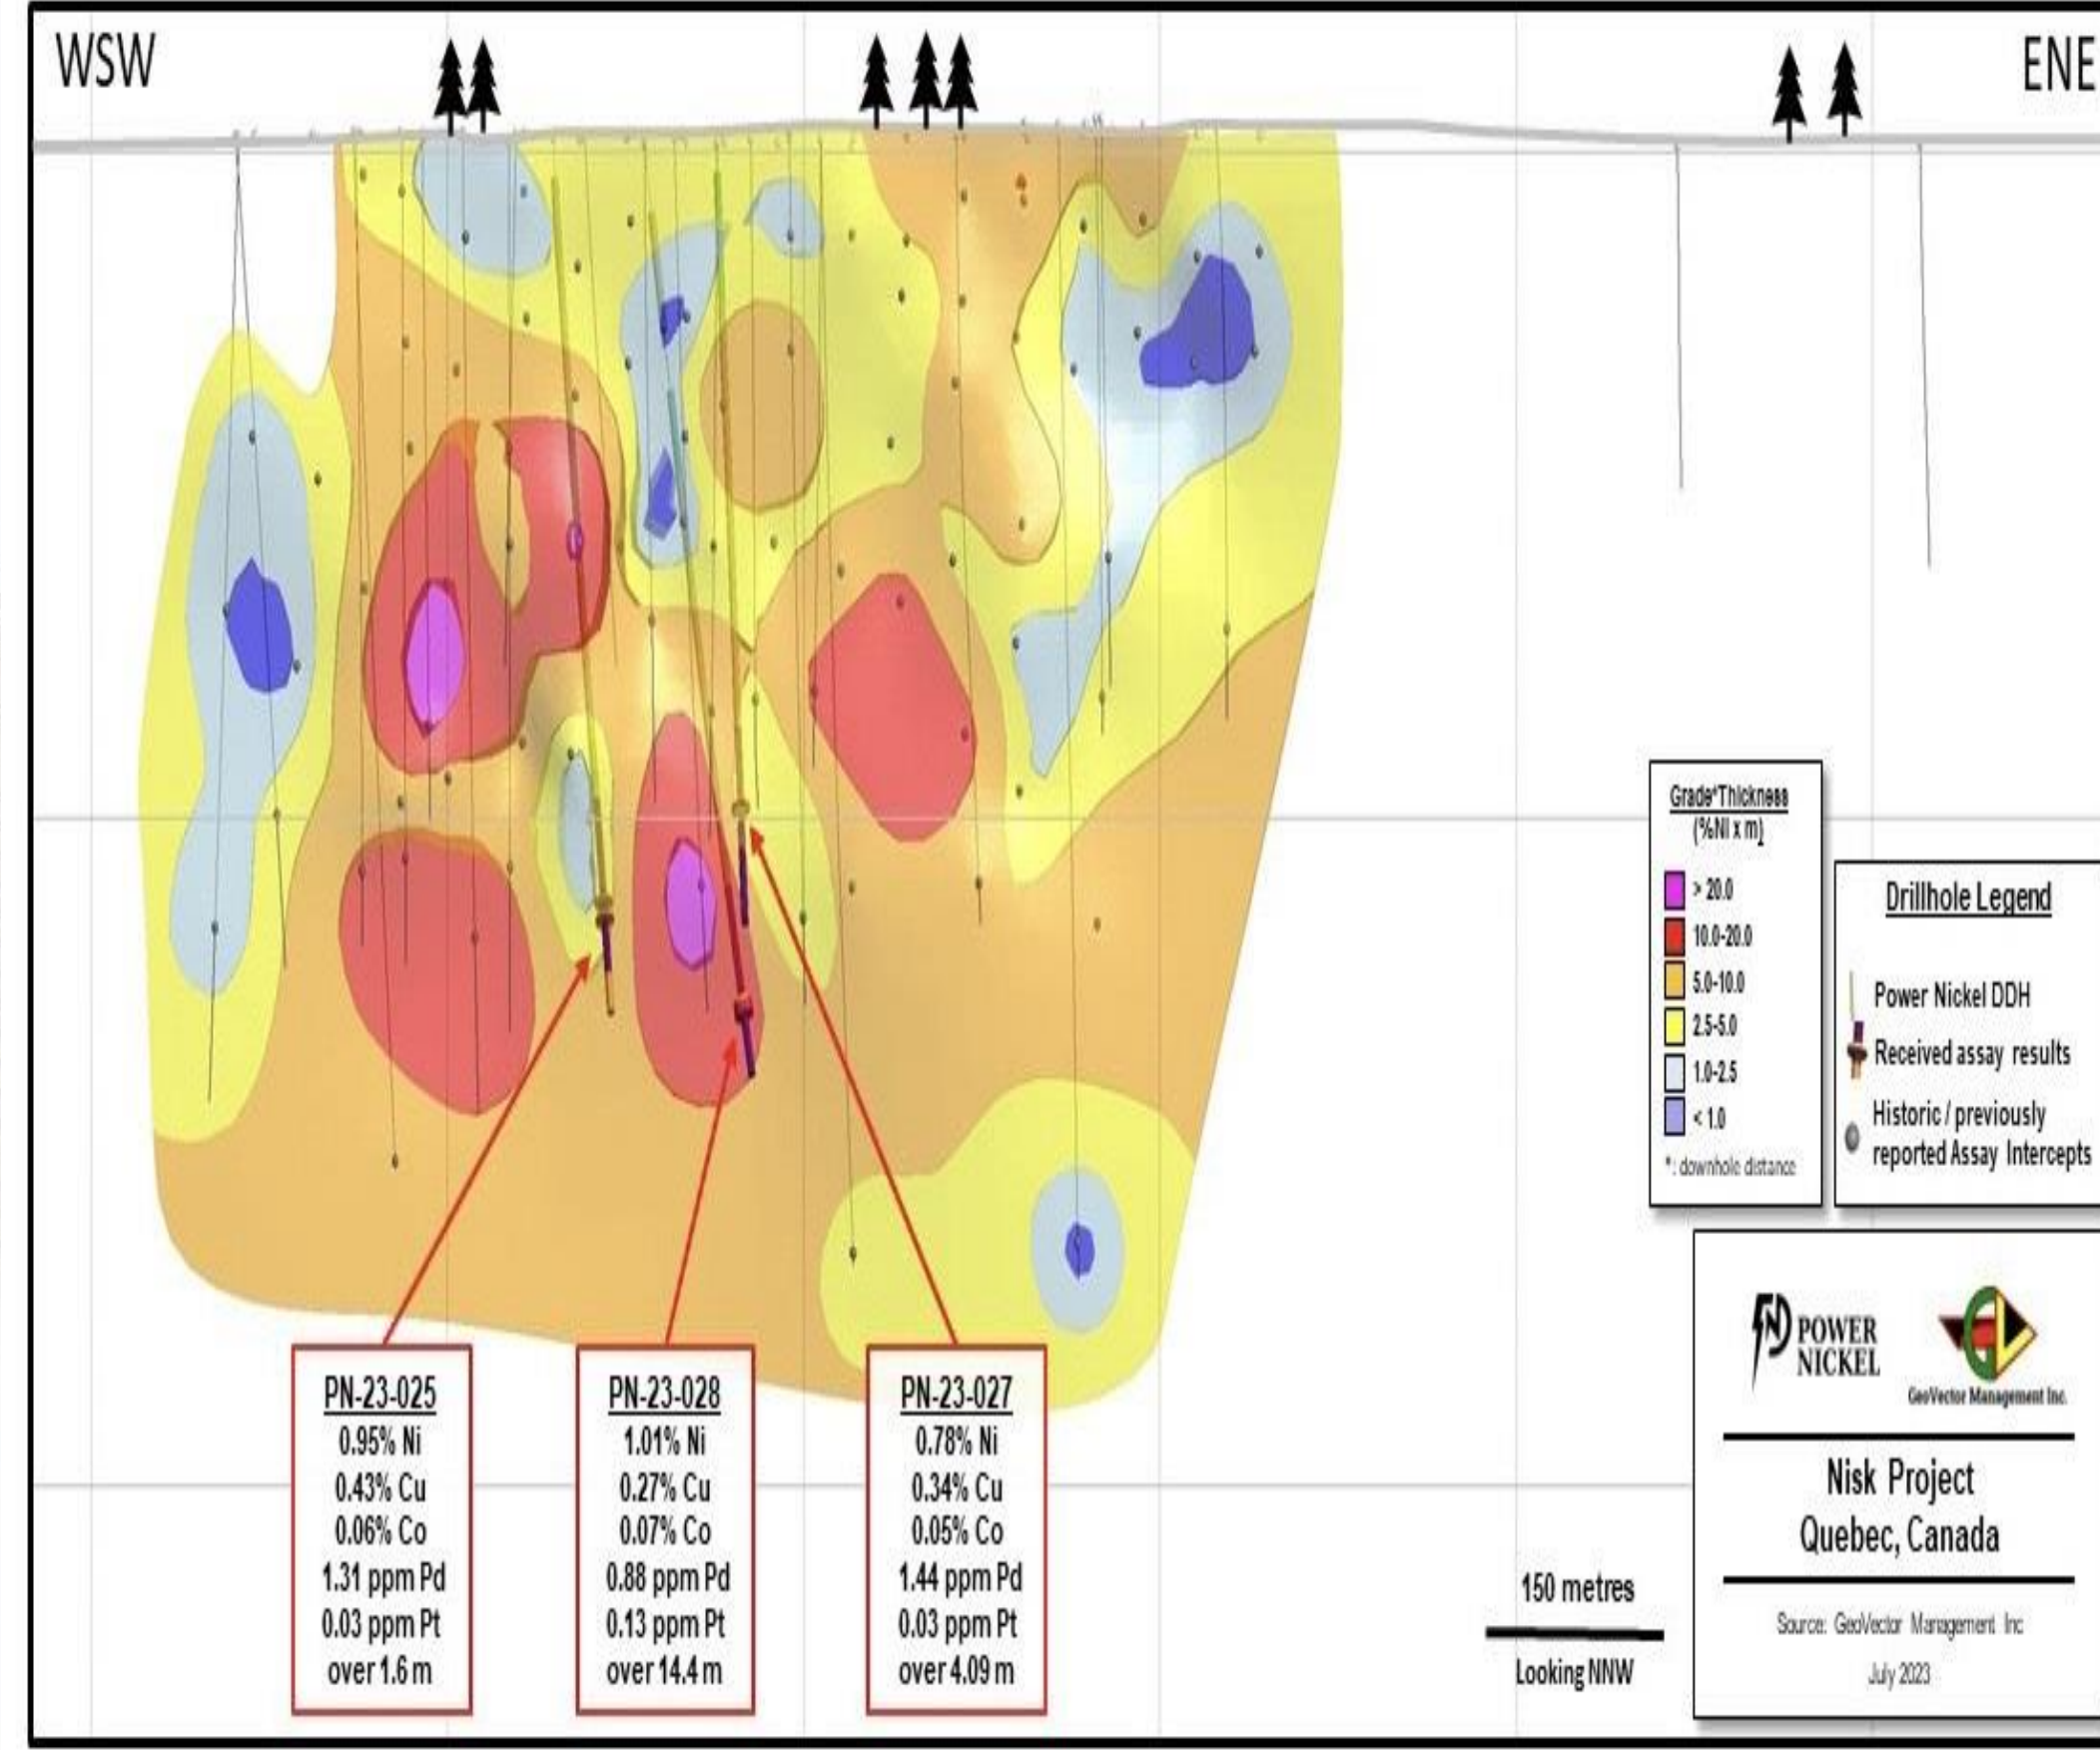 WSW
ENE
Grade*Thickness
(%Ni x m)
> 20.0
10.0-20.0
5.0-10.0
2.5-5.0
1.0-2.5
< 1.0
*: downhole distance
Drillhole Legend
Power Nickel DDH
Received assay results
Historic / previously
reported Assay Intercepts
PN-23-025
0.95% Ni
0.43% Cu
0.06% Co
1.31 ppm Pd
0.03 ppm Pt
over 1.6 m
PN-23-028
1.01% Ni
0.27% Cu
0.07% Co
0.88 ppm Pd
0.13 ppm Pt
over 14.4 m
PN-23-027
0.78% Ni
0.34% Cu
0.05% Co
1.44 ppm Pd
0.03 ppm Pt
over 4.09 m
150 metres
Looking NNW
POWER
NICKEL
GeoVector Management Inc.
Nisk Project
Quebec, Canada
Source: GeoVector Management Inc
July 2023